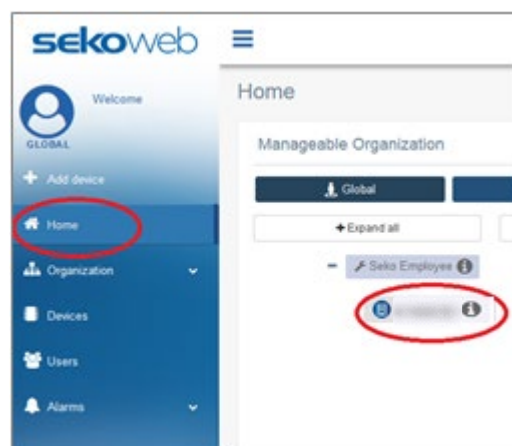 sekoweb
Welcome
GLOBAL
Add device
Home
Organization
Devices
Users
Alarms
Home
Manageable Organization
Global
+Expand all
Seko Employee